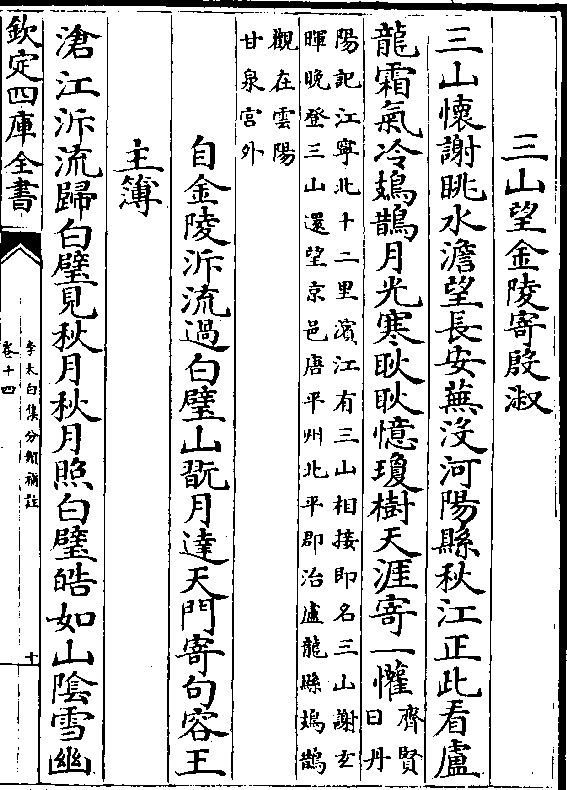 三山望金陵寄殷淑
三山懐謝朓水澹望長安蕪沒河陽縣秋江正此看盧
龍霜氣冷鳷鵲月光寒耿耿憶瓊樹天涯寄一懽齊賢
曰丹
陽記江寧北十二里濱江有三山相接即名三山謝玄
暉晩登三山還望京邑唐平州北平郡治盧龍縣鳷鵲
觀在雲陽
甘泉宫外
自金陵泝流過白壁山翫月達天門寄句容王
主簿
滄江泝流歸白壁見秋月秋月照白壁皓如山陰雪幽
欽定四庫全書
李太白集分類補註
卷十四
十